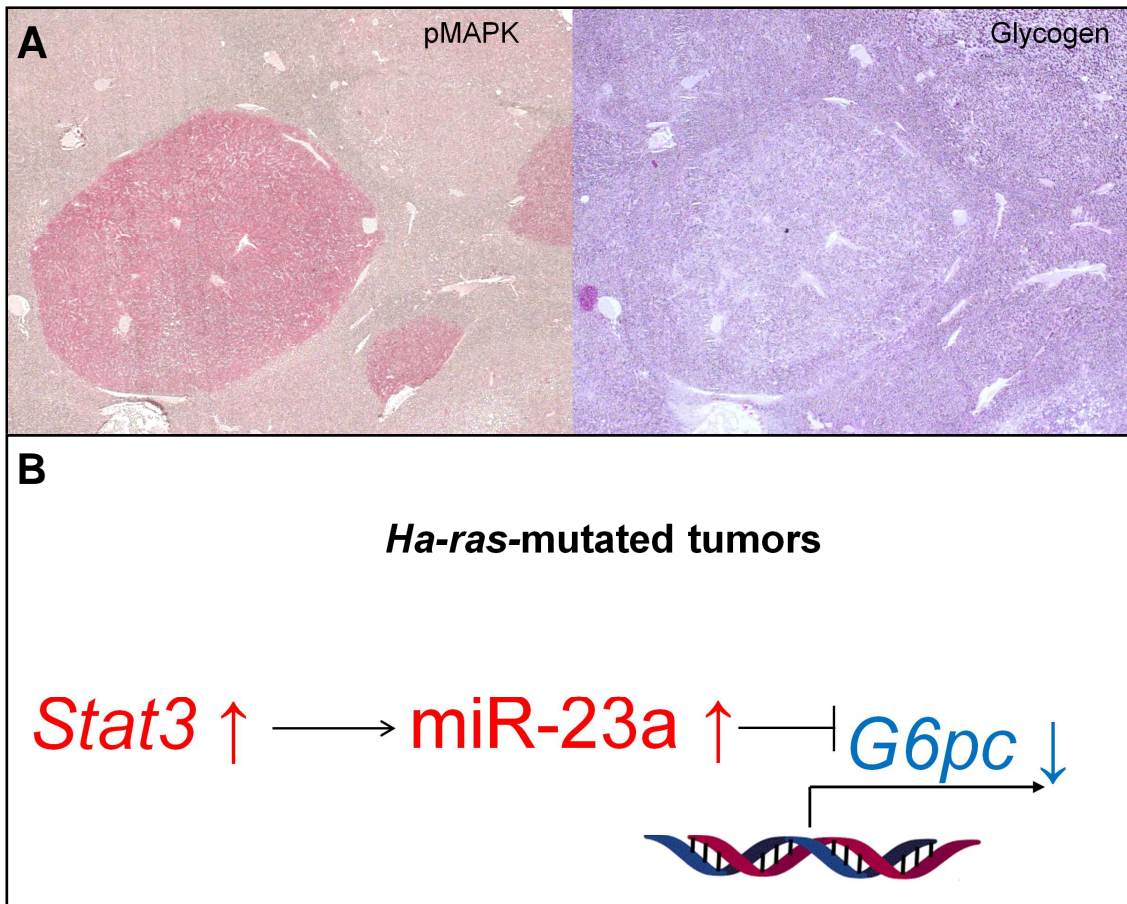 A
pMAPK
Glycogen
B
Ha-ras-mutated tumors
Stat3 ↑ → miR-23a ↑ ⊣ G6pc ↓